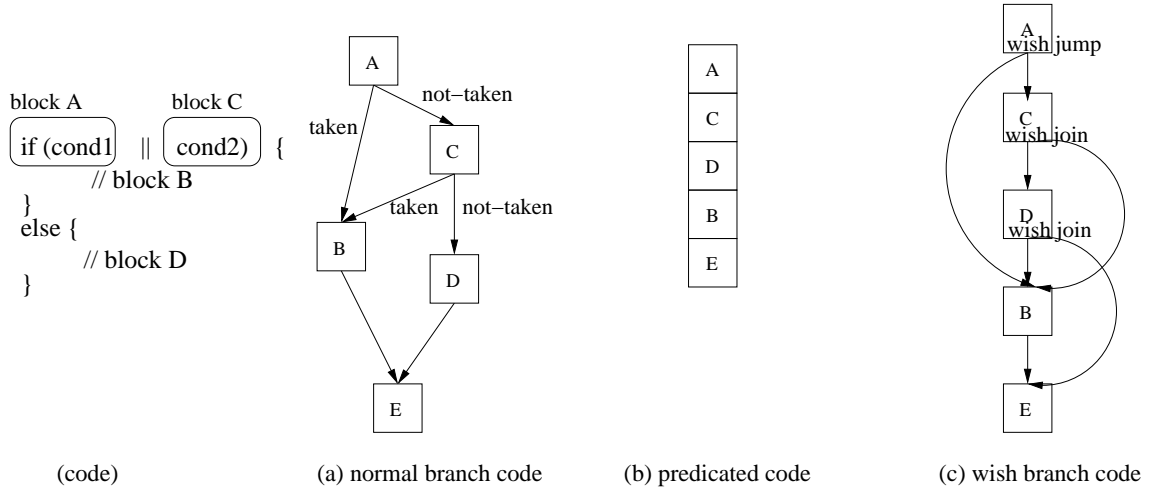 block A
block C
if (cond1 || cond2) {
// block B
}
else {
// block D
}
(code)
A
not−taken
taken
C
taken
not−taken
B
D
E
(a) normal branch code
A
C
D
B
E
(b) predicated code
A
wish jump
C
wish join
D
wish join
B
E
(c) wish branch code